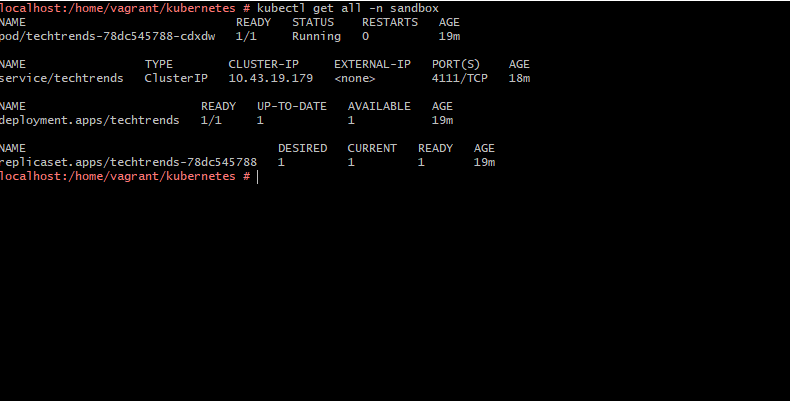 localhost:/home/vagrant/kubernetes # kubectl get all -n sandbox
NAME READY STATUS RESTARTS AGE
pod/techtrends-78dc545788-cdxdw 1/1 Running 0 19m
NAME TYPE CLUSTER-IP EXTERNAL-IP PORT(S) AGE
service/techtrends ClusterIP 10.43.19.179 <none> 4111/TCP 18m
NAME READY UP-TO-DATE AVAILABLE AGE
deployment.apps/techtrends 1/1 1 1 19m
NAME DESIRED CURRENT READY AGE
replicaset.apps/techtrends-78dc545788 1 1 1 19m
localhost:/home/vagrant/kubernetes #